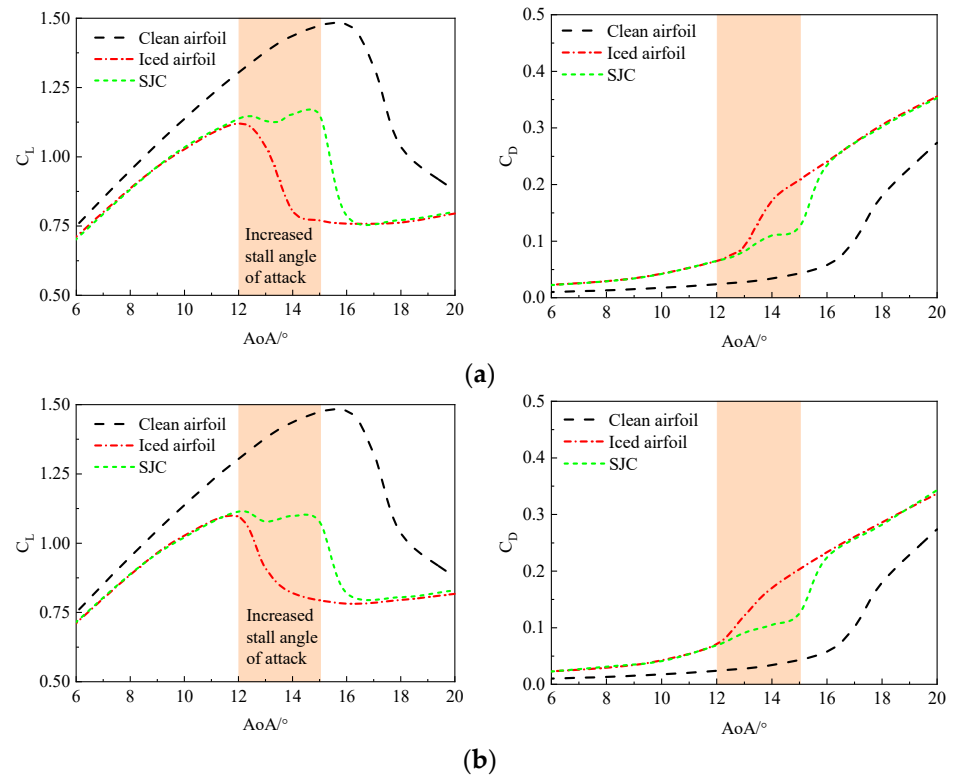 1.50
1.25
1.00
0.75
0.50
C_L
Clean airfoil
Iced airfoil
SJC
Increased
stall angle
of attack
6 8 10 12 14 16 18 20
AoA/°
0.5
0.4
0.3
0.2
0.1
0.0
C_D
Clean airfoil
Iced airfoil
SJC
6 8 10 12 14 16 18 20
AoA/°
(a)
1.50
1.25
1.00
0.75
0.50
C_L
Clean airfoil
Iced airfoil
SJC
Increased
stall angle
of attack
6 8 10 12 14 16 18 20
AoA/°
0.5
0.4
0.3
0.2
0.1
0.0
C_D
Clean airfoil
Iced airfoil
SJC
6 8 10 12 14 16 18 20
AoA/°
(b)